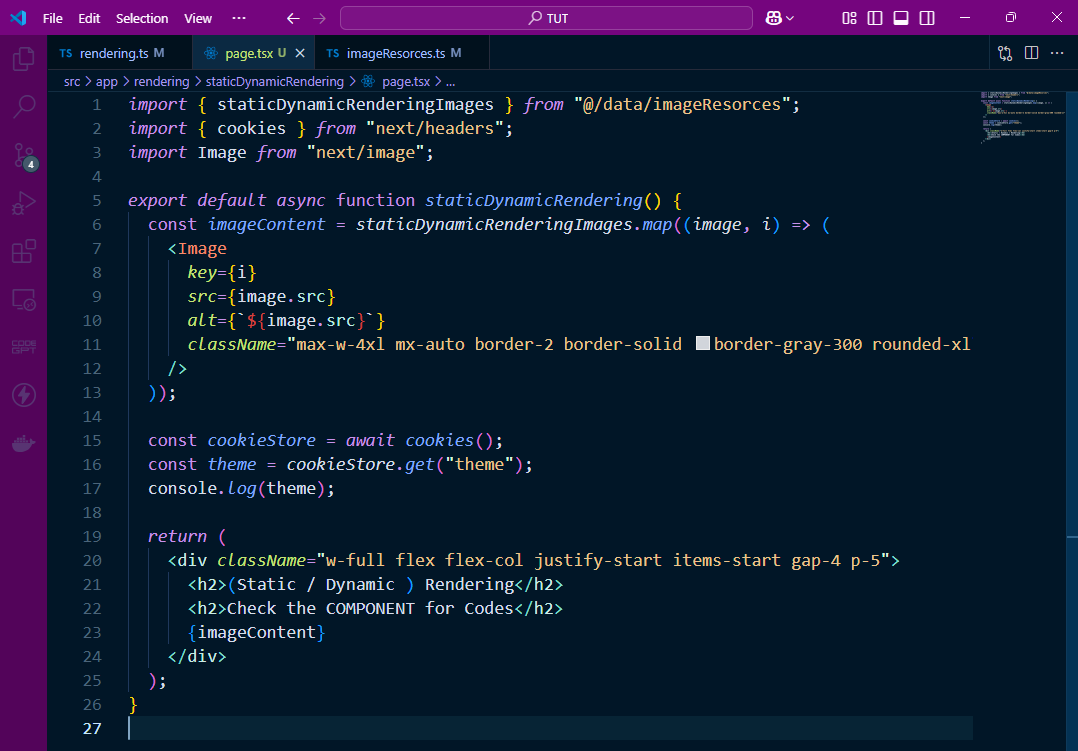 File Edit Selection View ··· TUT
TS rendering.ts M page.tsx U TS imageResorces.ts M
src > app > rendering > staticDynamicRendering > page.tsx > ...
1 import { staticDynamicRenderingImages } from "@/data/imageResorces";
2 import { cookies } from "next/headers";
3 import Image from "next/image";
4
5 export default async function staticDynamicRendering() {
6 const imageContent = staticDynamicRenderingImages.map((image, i) => (
7 <Image
8 key={i}
9 src={image.src}
10 alt={`${image.src}`}
11 className="max-w-4xl mx-auto border-2 border-solid border-gray-300 rounded-xl
12 />
13 ));
14
15 const cookieStore = await cookies();
16 const theme = cookieStore.get("theme");
17 console.log(theme);
18
19 return (
20 <div className="w-full flex flex-col justify-start items-start gap-4 p-5">
21 <h2>(Static / Dynamic ) Rendering</h2>
22 <h2>Check the COMPONENT for Codes</h2>
23 {imageContent}
24 </div>
25 );
26 }
27
4
CODE
GPT